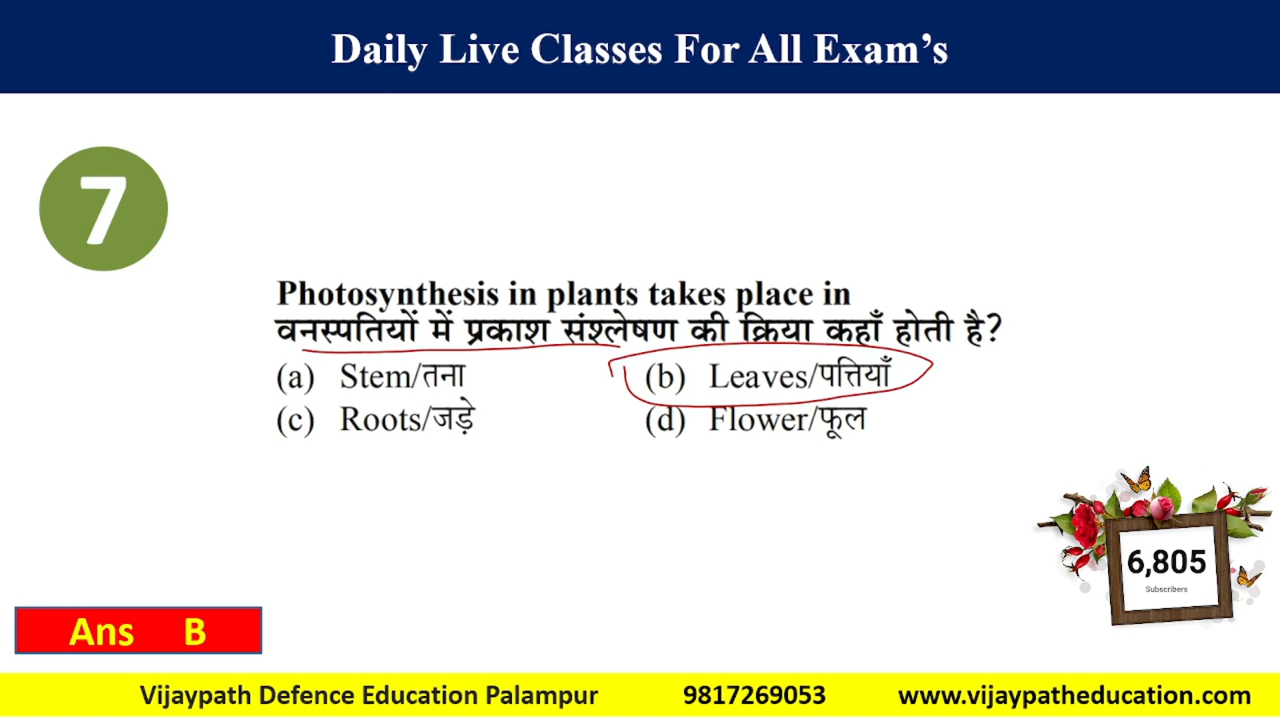 Daily Live Classes For All Exam's
7
Photosynthesis in plants takes place in
वनस्पतियों में प्रकाश संश्लेषण की क्रिया कहाँ होती है?
(a) Stem/तना (b) Leaves/पत्तियाँ
(c) Roots/जड़े (d) Flower/फूल
6,805
Subscribers
Ans B
Vijaypath Defence Education Palampur 9817269053 www.vijaypatheducation.com